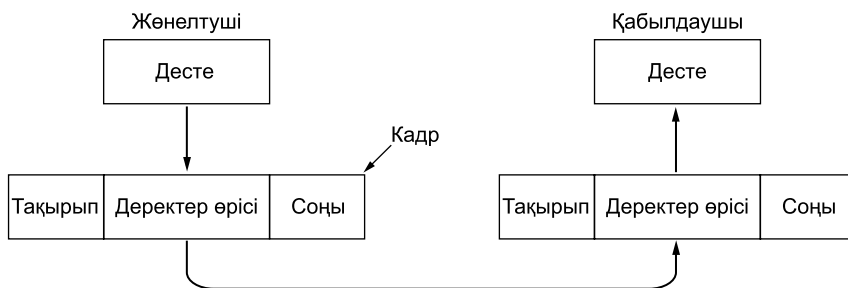 Жөнелтуші
Қабылдаушы
Десте
Десте
Кадр
Тақырып
Деректер өрісі
Соңы
Тақырып
Деректер өрісі
Соңы